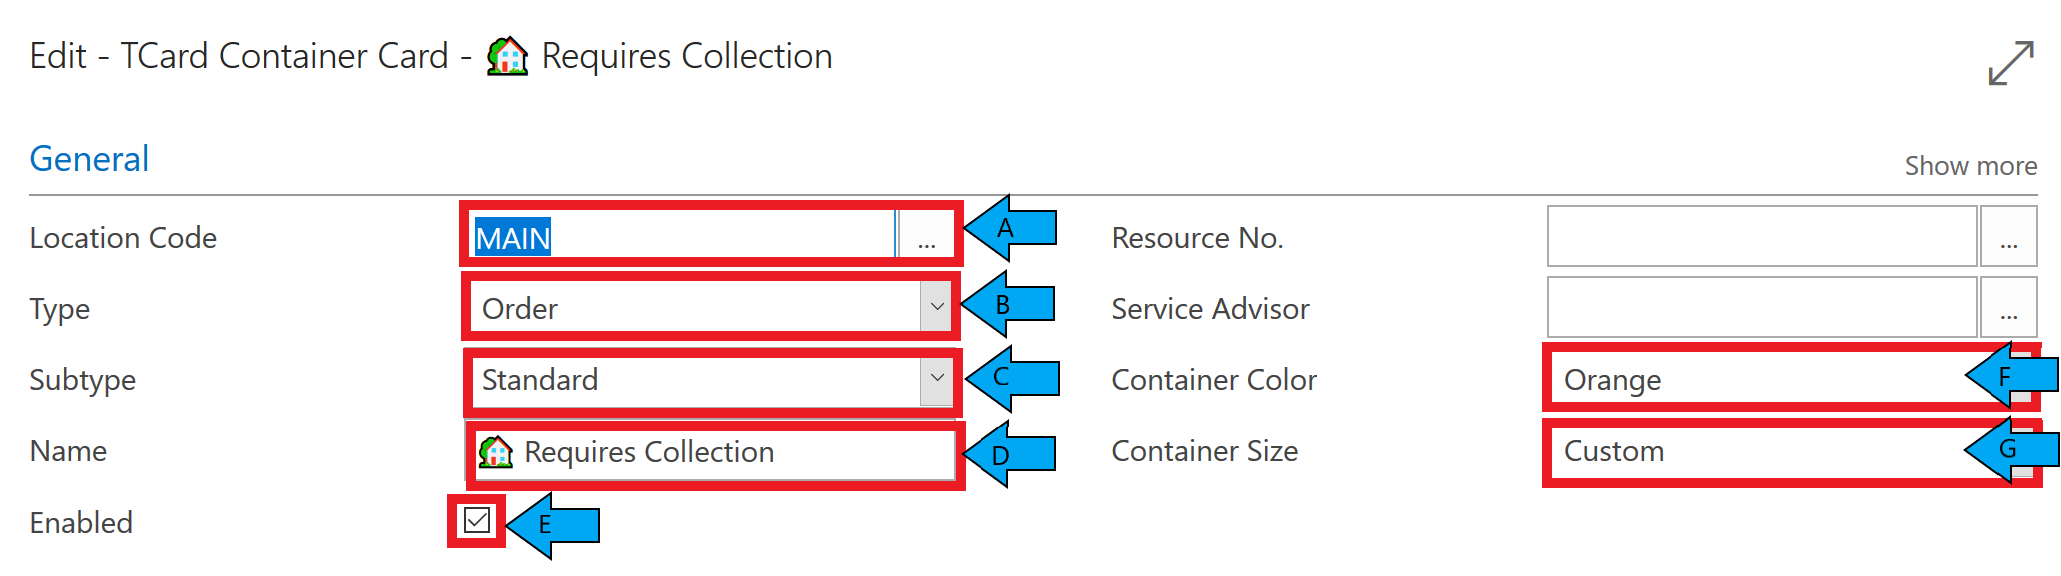 Edit - TCard Container Card - 🏡 Requires Collection
General
Show more
Location Code MAIN ... A Resource No. ...
Type Order B Service Advisor ...
Subtype Standard C Container Color Orange F
Name 🏡 Requires Collection D Container Size Custom G
Enabled E